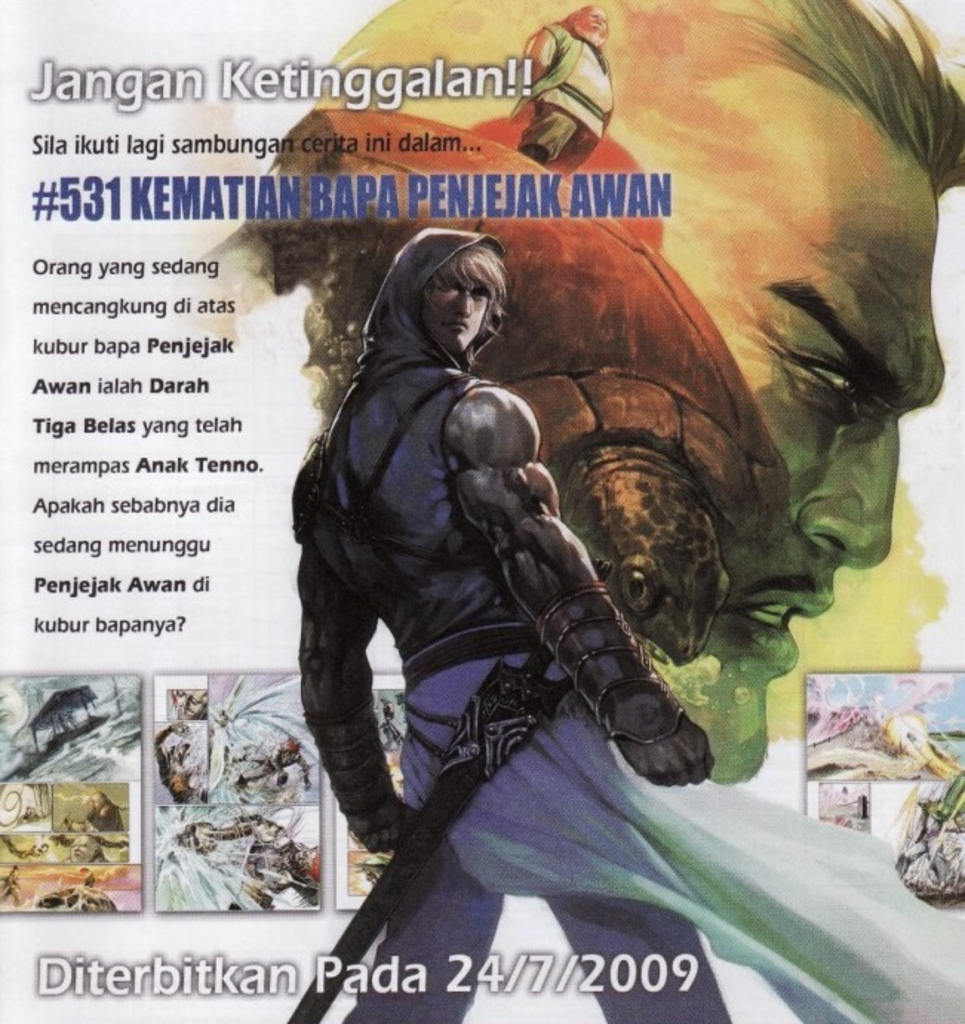 Jangan Ketinggalan!!
Sila ikuti lagi sambungan cerita ini dalam...
#531 KEMATIAN BAPA PENJEJAK AWAN
Orang yang sedang
mencangkung di atas
kubur bapa Penjejak
Awan ialah Darah
Tiga Belas yang telah
merampas Anak Tenno.
Apakah sebabnya dia
sedang menunggu
Penjejak Awan di
kubur bapanya?
Diterbitkan Pada 24/7/2009